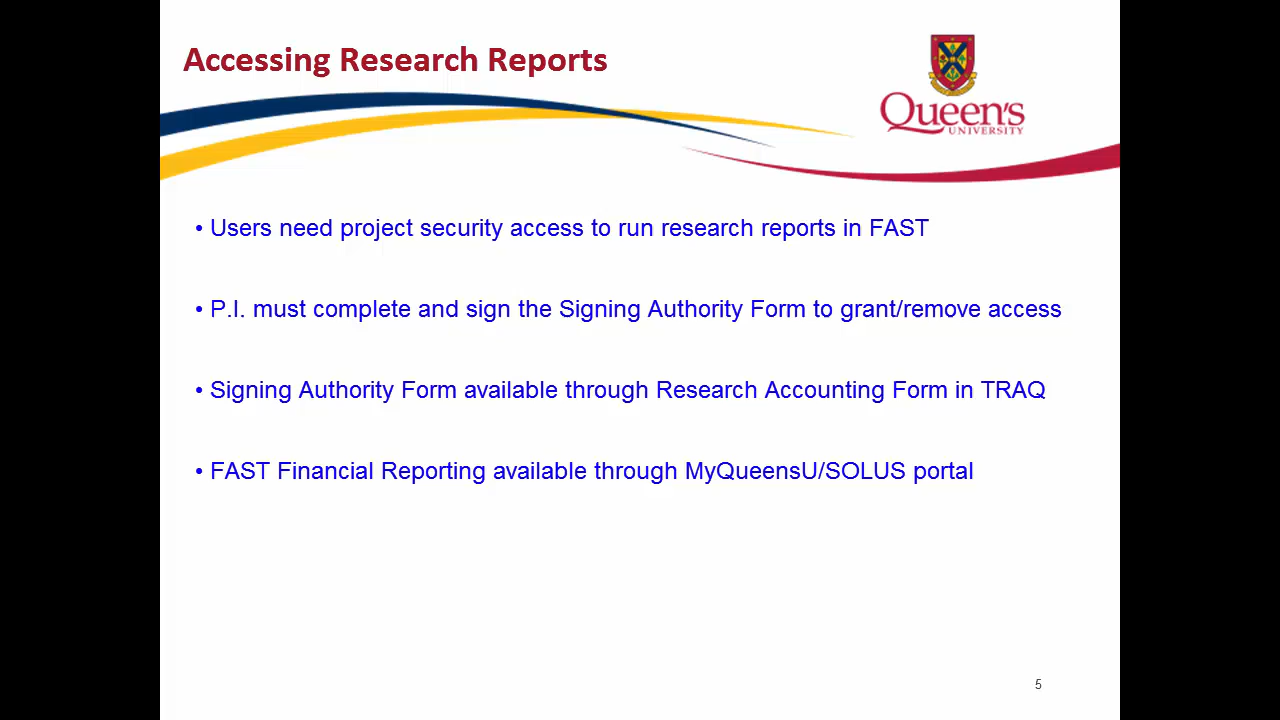 Accessing Research Reports
Queen's
UNIVERSITY
• Users need project security access to run research reports in FAST
• P.I. must complete and sign the Signing Authority Form to grant/remove access
• Signing Authority Form available through Research Accounting Form in TRAQ
• FAST Financial Reporting available through MyQueensU/SOLUS portal
5